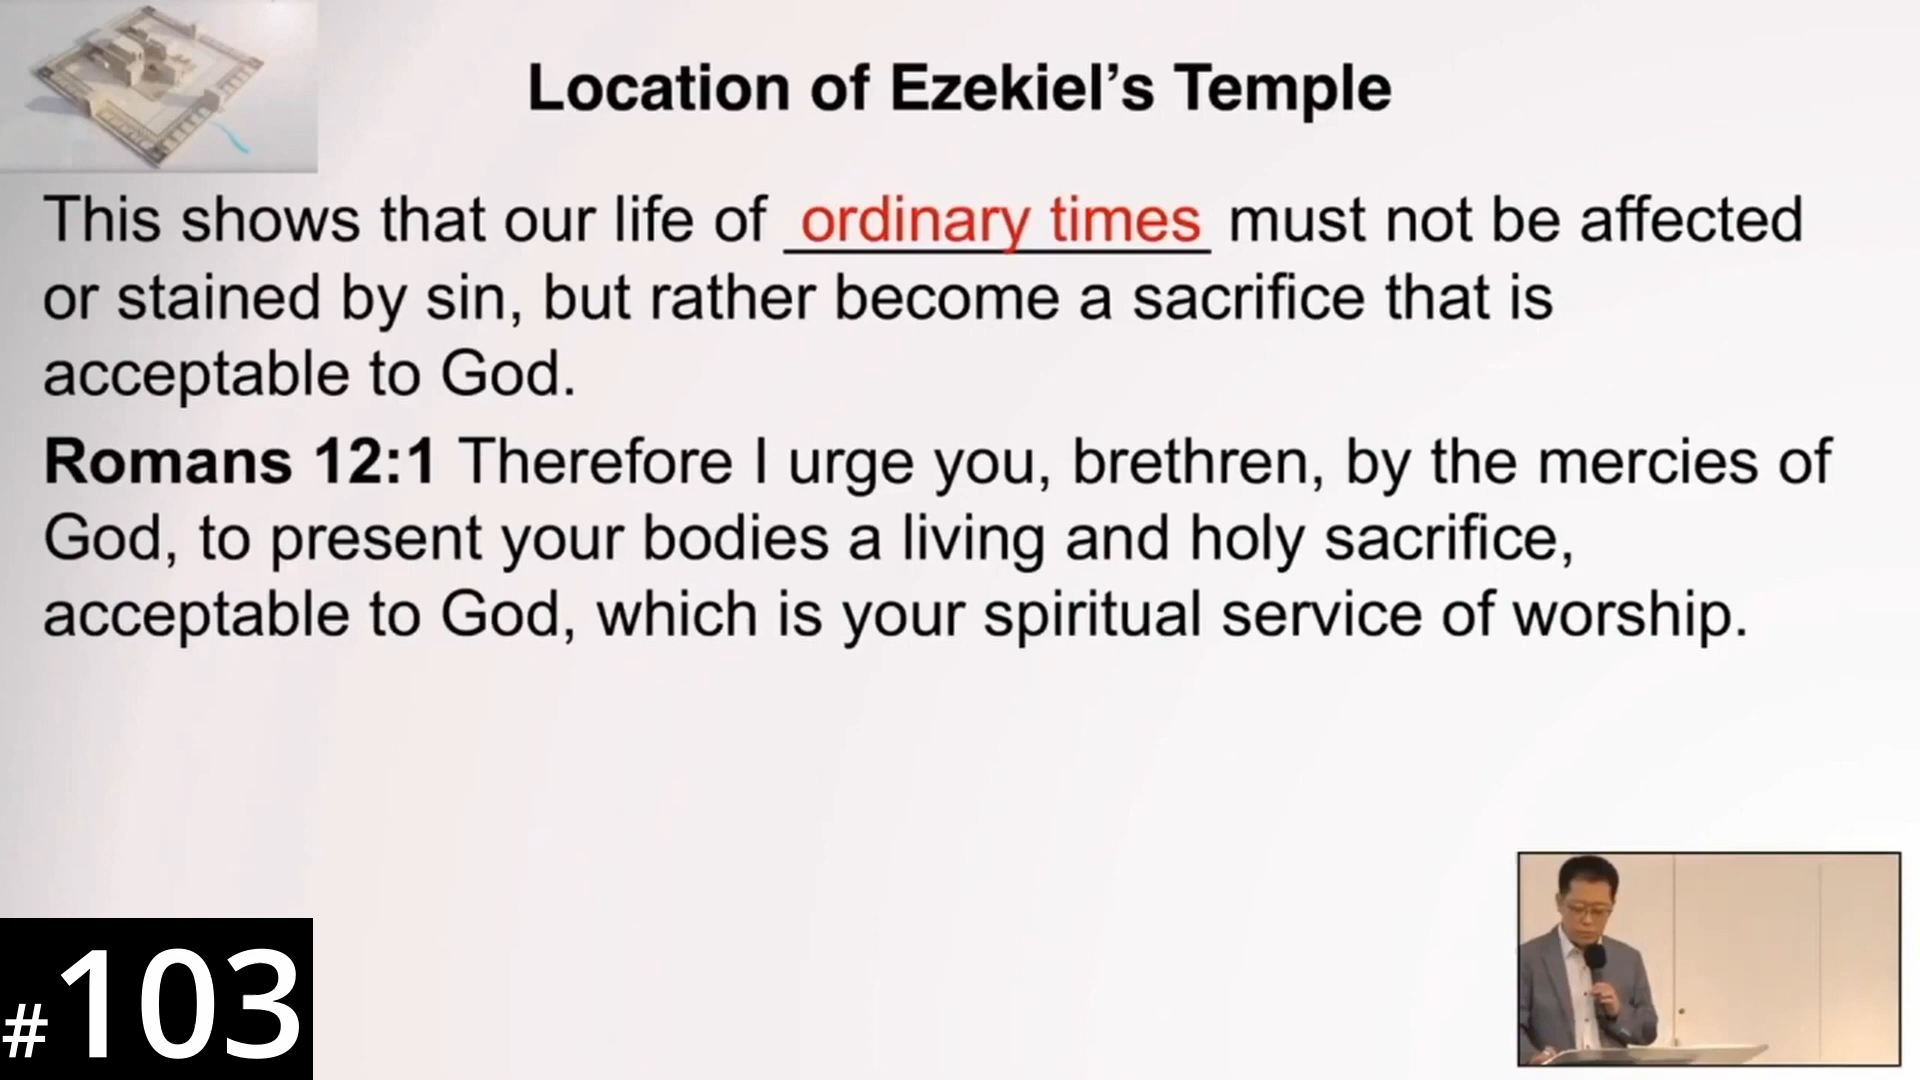 Location of Ezekiel’s Temple
This shows that our life of ordinary times must not be affected
or stained by sin, but rather become a sacrifice that is
acceptable to God.
Romans 12:1 Therefore I urge you, brethren, by the mercies of
God, to present your bodies a living and holy sacrifice,
acceptable to God, which is your spiritual service of worship.
#103